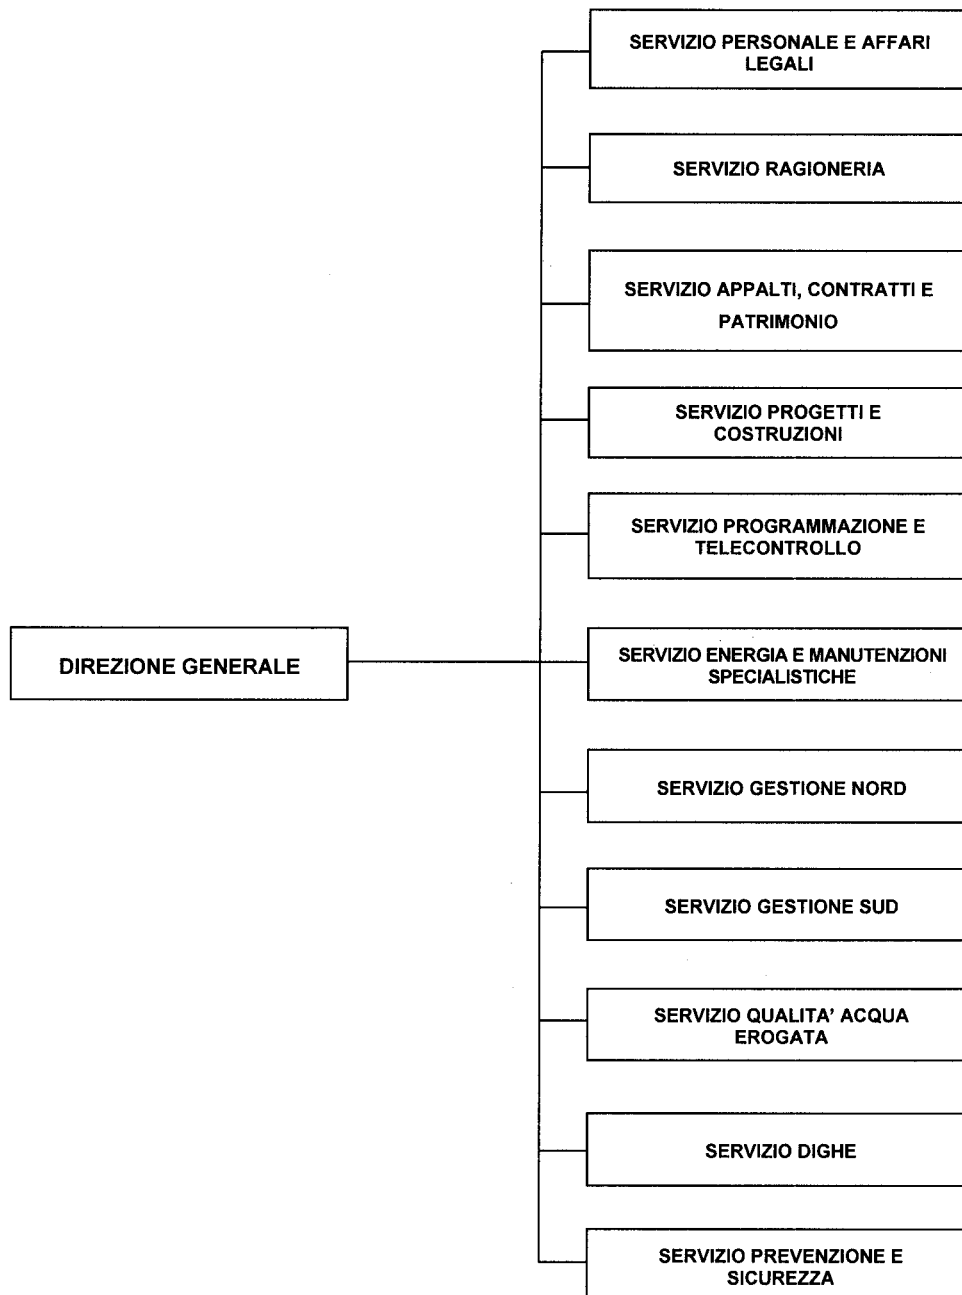 SERVIZIO PERSONALE E AFFARI
LEGALI
SERVIZIO RAGIONERIA
SERVIZIO APPALTI, CONTRATTI E
PATRIMONIO
SERVIZIO PROGETTI E
COSTRUZIONI
SERVIZIO PROGRAMMAZIONE E
TELECONTROLLO
DIREZIONE GENERALE
SERVIZIO ENERGIA E MANUTENZIONI
SPECIALISTICHE
SERVIZIO GESTIONE NORD
SERVIZIO GESTIONE SUD
SERVIZIO QUALITA’ ACQUA
EROGATA
SERVIZIO DIGHE
SERVIZIO PREVENZIONE E
SICUREZZA